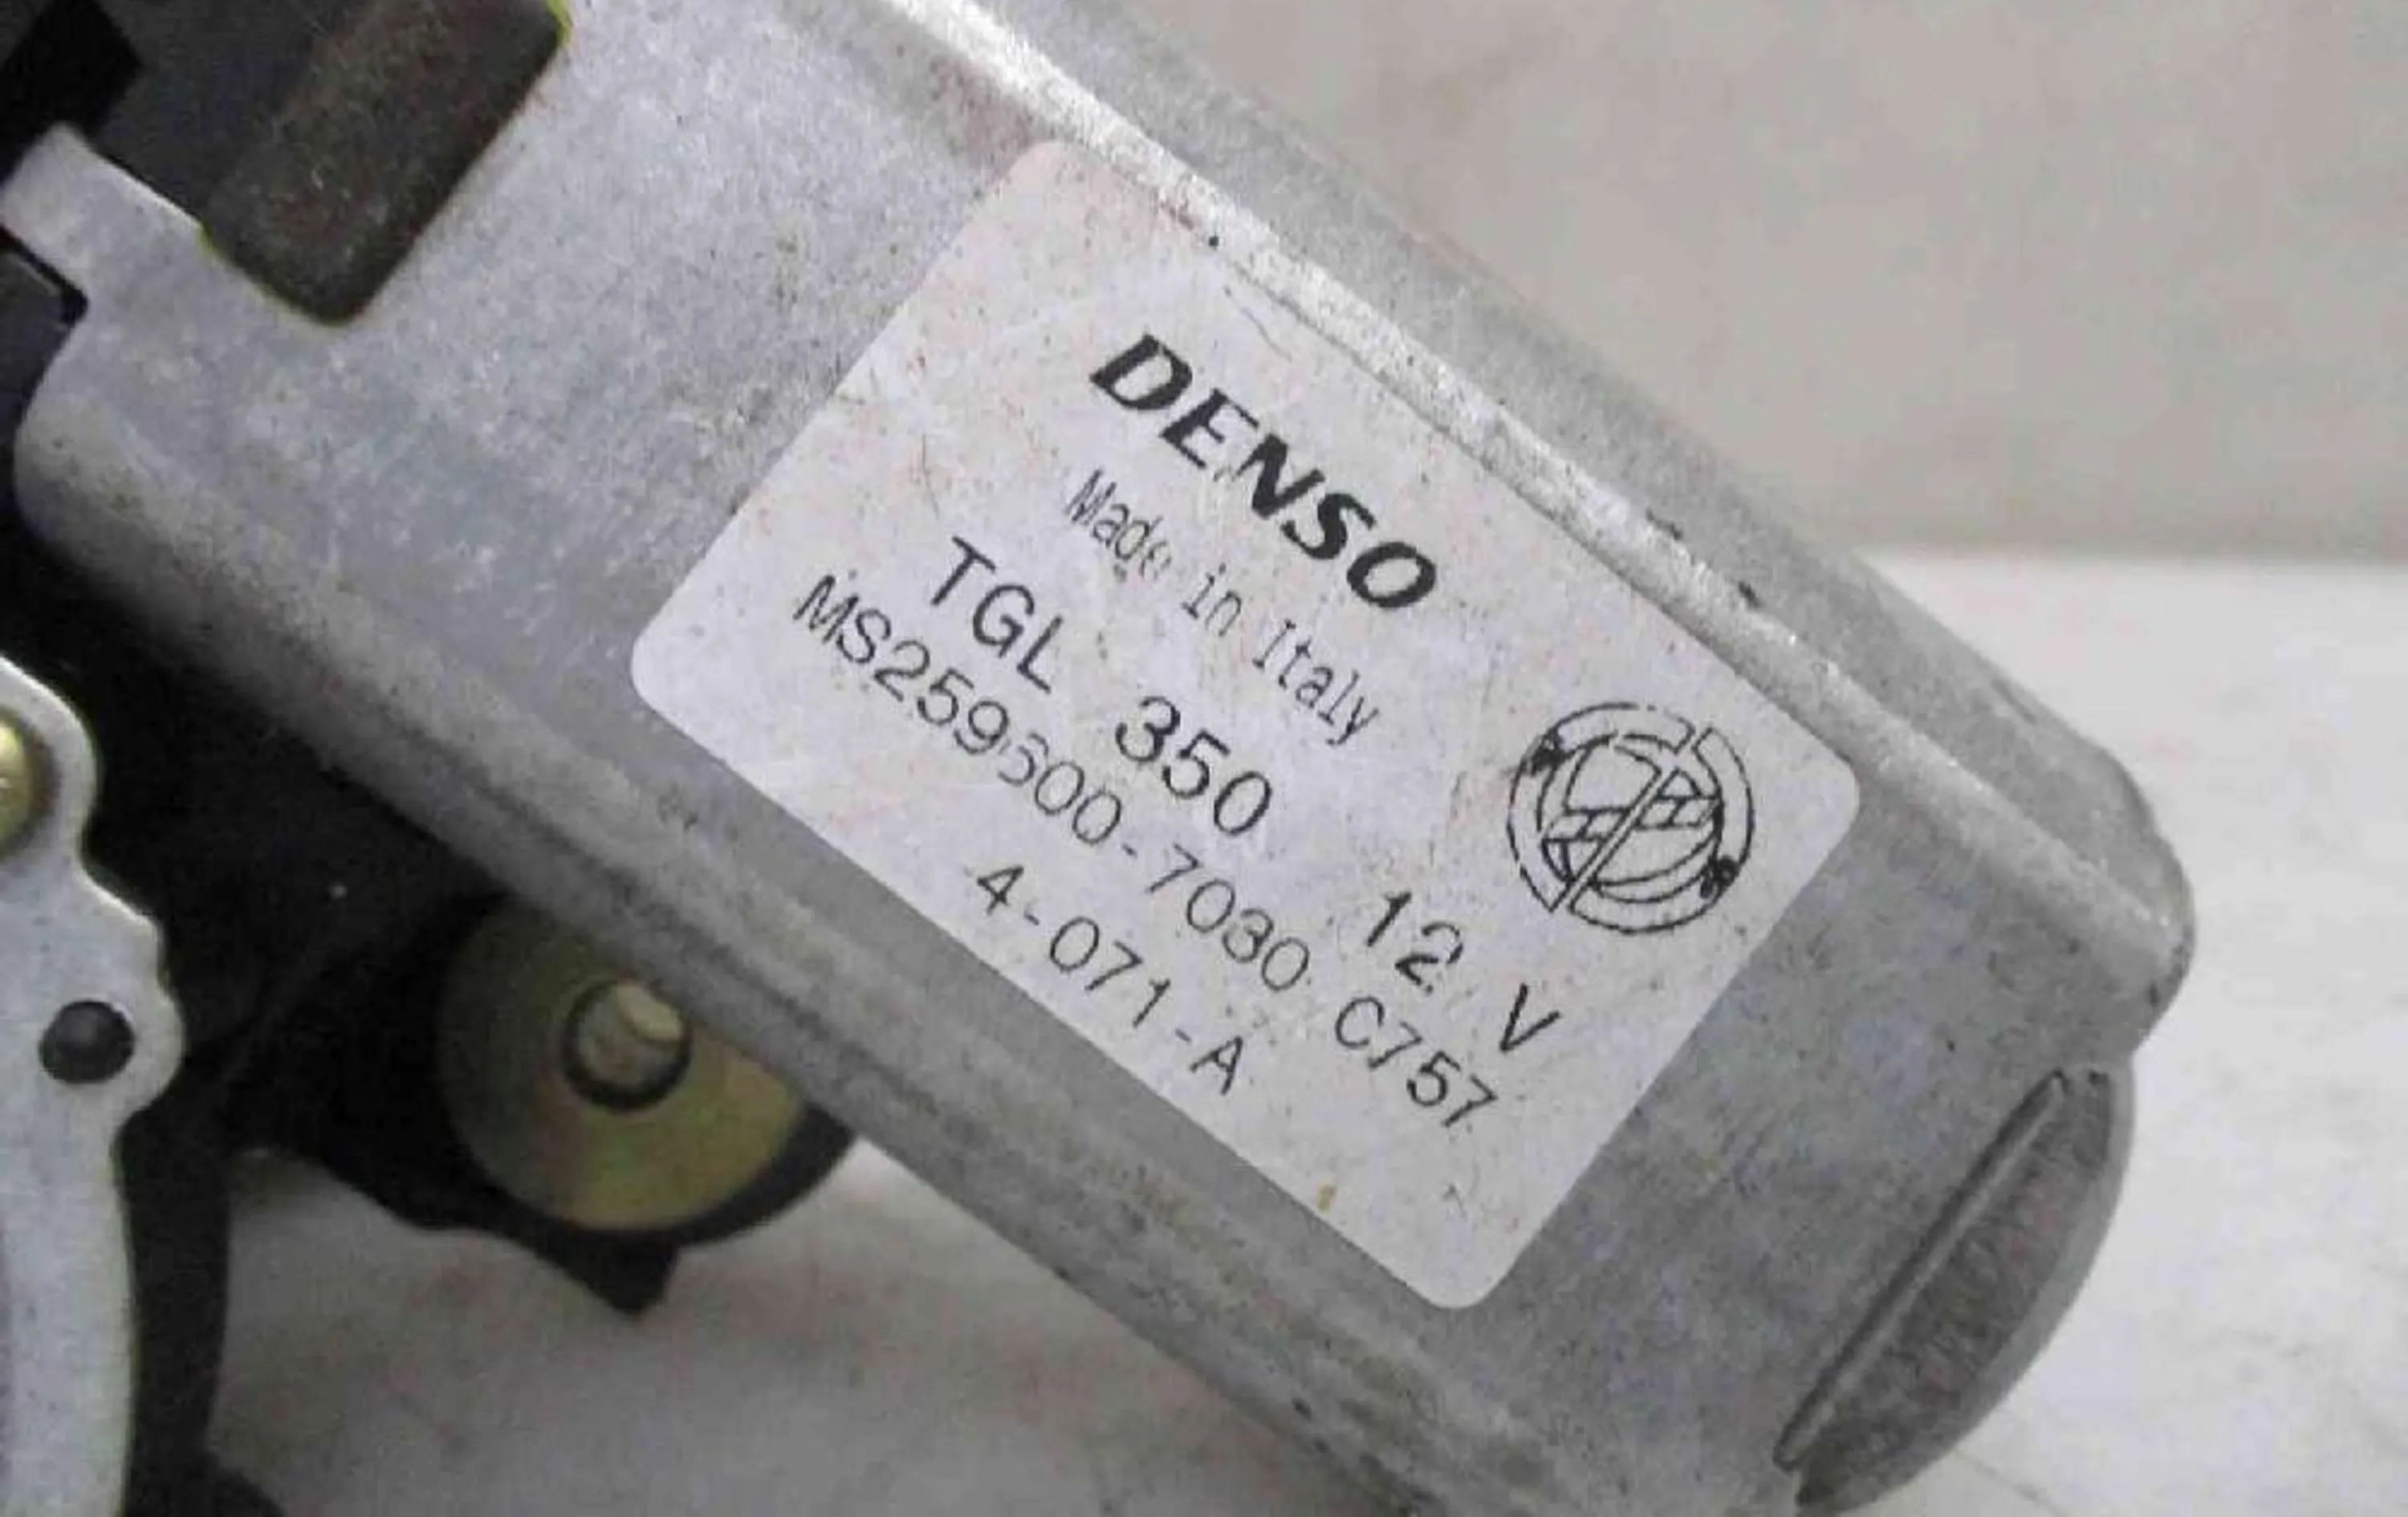 DENSO
Made in Italy
TGL 350 12 V
MS259600-7030 C757
4-071-A